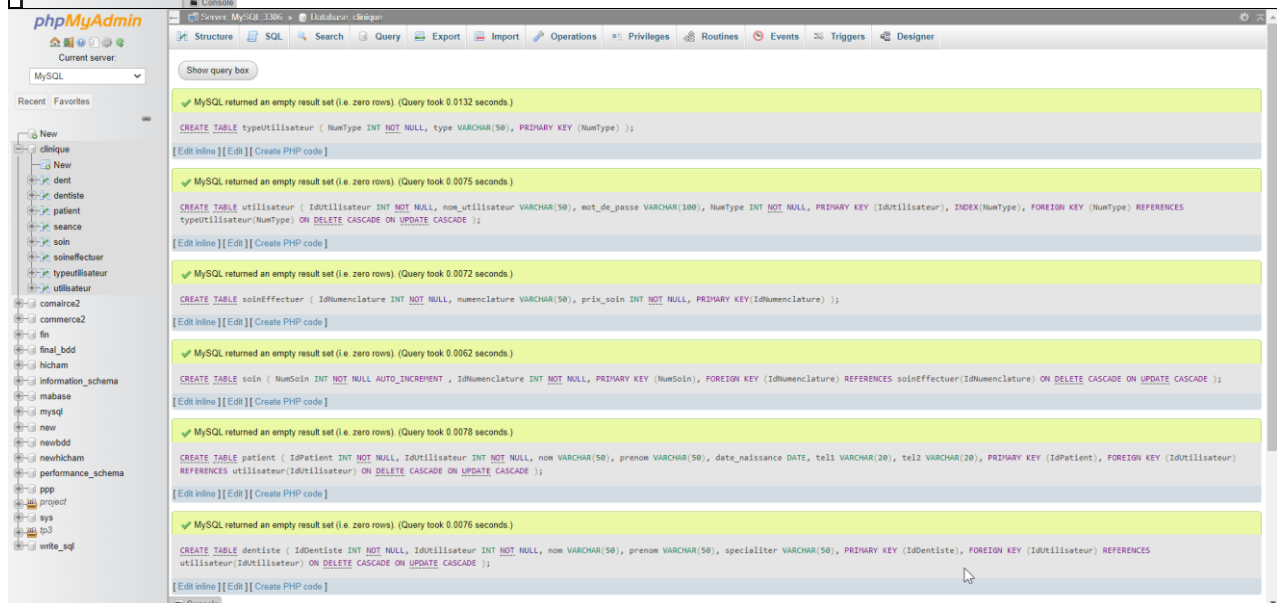 Console
phpMyAdmin
Current server:
MySQL
Recent Favorites
New
clinique
New
dent
dentiste
patient
seance
soin
soineffectuer
typeutilisateur
utilisateur
comairce2
commerce2
fin
final_bdd
hicham
information_schema
mabase
mysql
new
newbdd
newhicham
performance_schema
ppp
project
sys
tp3
write_sql
Server: MySQL:3306 » Database: clinique
Structure SQL Search Query Export Import Operations Privileges Routines Events Triggers Designer
Show query box
MySQL returned an empty result set (i.e. zero rows). (Query took 0.0132 seconds.)
CREATE TABLE typeUtilisateur ( NumType INT NOT NULL, type VARCHAR(50), PRIMARY KEY (NumType) );
[ Edit inline ] [ Edit ] [ Create PHP code ]
MySQL returned an empty result set (i.e. zero rows). (Query took 0.0075 seconds.)
CREATE TABLE utilisateur ( IdUtilisateur INT NOT NULL, nom_utilisateur VARCHAR(50), mot_de_passe VARCHAR(100), NumType INT NOT NULL, PRIMARY KEY (IdUtilisateur), INDEX(NumType), FOREIGN KEY (NumType) REFERENCES
typeUtilisateur(NumType) ON DELETE CASCADE ON UPDATE CASCADE );
[ Edit inline ] [ Edit ] [ Create PHP code ]
MySQL returned an empty result set (i.e. zero rows). (Query took 0.0072 seconds.)
CREATE TABLE soinEffectuer ( IdNumenclature INT NOT NULL, numenclature VARCHAR(50), prix_soin INT NOT NULL, PRIMARY KEY(IdNumenclature) );
[ Edit inline ] [ Edit ] [ Create PHP code ]
MySQL returned an empty result set (i.e. zero rows). (Query took 0.0062 seconds.)
CREATE TABLE soin ( NumSoin INT NOT NULL AUTO_INCREMENT , IdNumenclature INT NOT NULL, PRIMARY KEY (NumSoin), FOREIGN KEY (IdNumenclature) REFERENCES soinEffectuer(IdNumenclature) ON DELETE CASCADE ON UPDATE CASCADE );
[ Edit inline ] [ Edit ] [ Create PHP code ]
MySQL returned an empty result set (i.e. zero rows). (Query took 0.0078 seconds.)
CREATE TABLE patient ( IdPatient INT NOT NULL, IdUtilisateur INT NOT NULL, nom VARCHAR(50), prenom VARCHAR(50), date_naissance DATE, tel1 VARCHAR(20), tel2 VARCHAR(20), PRIMARY KEY (IdPatient), FOREIGN KEY (IdUtilisateur)
REFERENCES utilisateur(IdUtilisateur) ON DELETE CASCADE ON UPDATE CASCADE );
[ Edit inline ] [ Edit ] [ Create PHP code ]
MySQL returned an empty result set (i.e. zero rows). (Query took 0.0076 seconds.)
CREATE TABLE dentiste ( IdDentiste INT NOT NULL, IdUtilisateur INT NOT NULL, nom VARCHAR(50), prenom VARCHAR(50), specialiter VARCHAR(50), PRIMARY KEY (IdDentiste), FOREIGN KEY (IdUtilisateur) REFERENCES
utilisateur(IdUtilisateur) ON DELETE CASCADE ON UPDATE CASCADE );
[ Edit inline ] [ Edit ] [ Create PHP code ]
Console